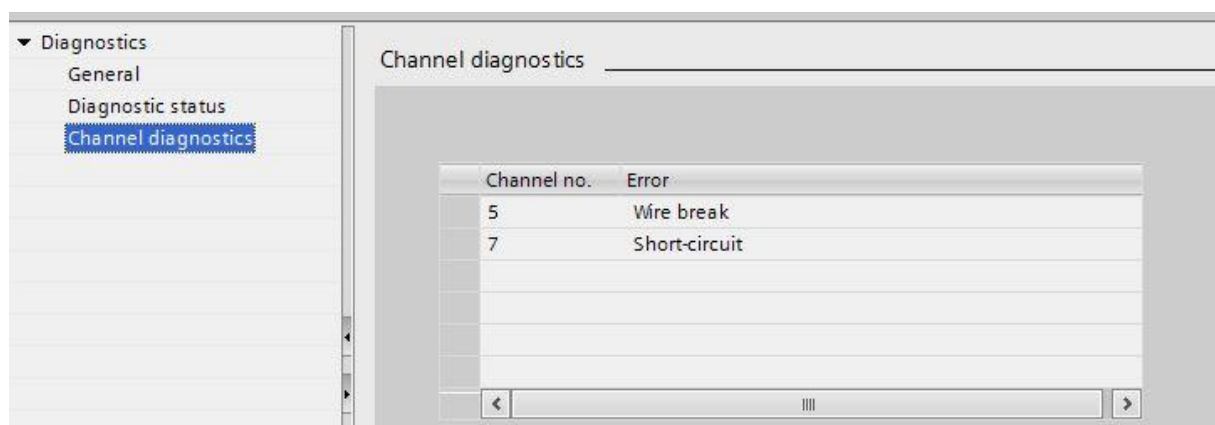 Diagnostics
General
Diagnostic status
Channel diagnostics
Channel diagnostics
Channel no. Error
5 Wire break
7 Short-circuit